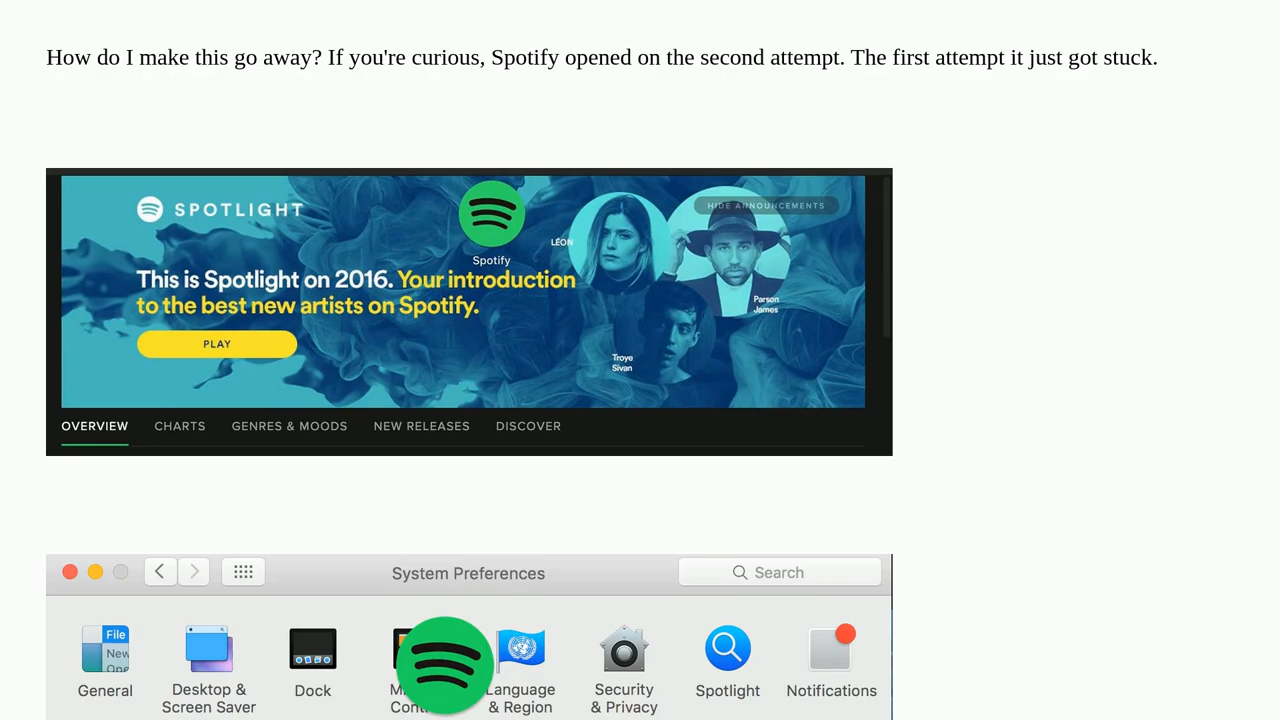 How do I make this go away? If you're curious, Spotify opened on the second attempt. The first attempt it just got stuck.
SPOTLIGHT
HIDE ANNOUNCEMENTS
LÉON
Spotify
This is Spotlight on 2016. Your introduction
to the best new artists on Spotify.
Parson
James
PLAY
Troye
Sivan
OVERVIEW CHARTS GENRES & MOODS NEW RELEASES DISCOVER
System Preferences
Search
File
New
General
Desktop &
Screen Saver
Dock
Language
& Region
Security
& Privacy
Spotlight
Notifications